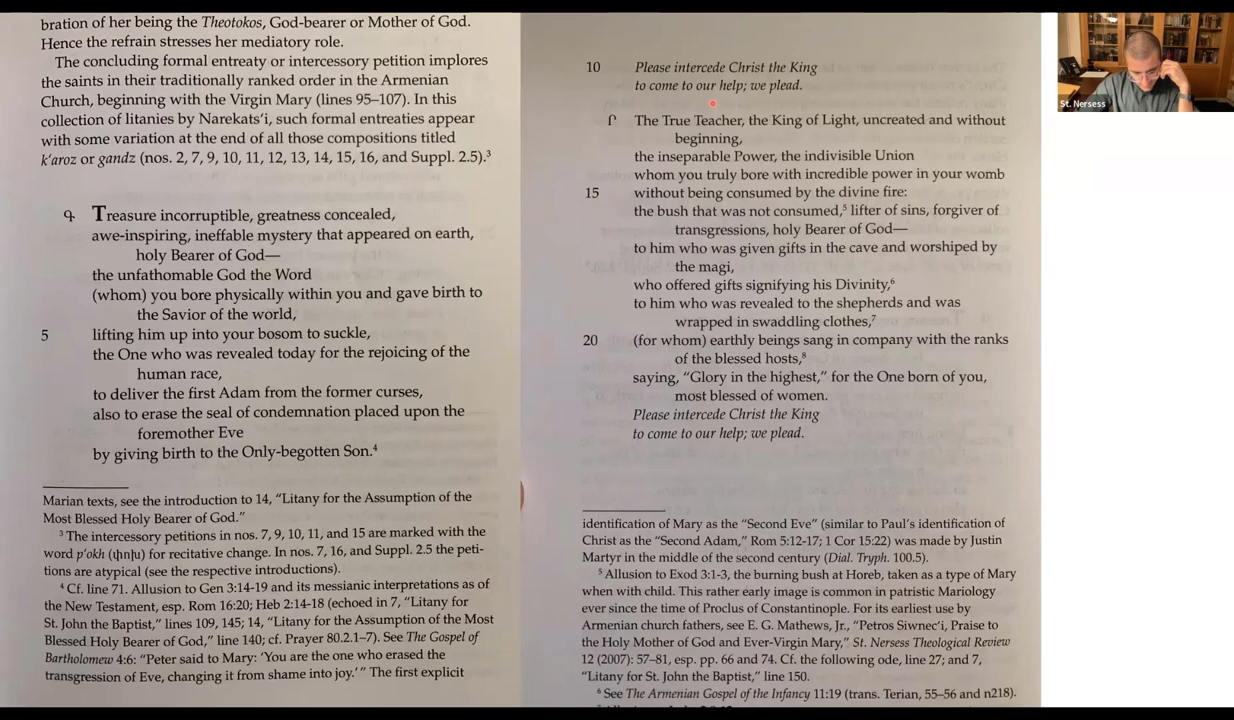 bration of her being the Theotokos, God-bearer or Mother of God.
Hence the refrain stresses her mediatory role.
The concluding formal entreaty or intercessory petition implores
the saints in their traditionally ranked order in the Armenian
Church, beginning with the Virgin Mary (lines 95–107). In this
collection of litanies by Narekats'i, such formal entreaties appear
with some variation at the end of all those compositions titled
k'aroz or gandz (nos. 2, 7, 9, 10, 11, 12, 13, 14, 15, 16, and Suppl. 2.5).³
Գ Treasure incorruptible, greatness concealed,
awe-inspiring, ineffable mystery that appeared on earth,
holy Bearer of God—
the unfathomable God the Word
(whom) you bore physically within you and gave birth to
the Savior of the world,
5 lifting him up into your bosom to suckle,
the One who was revealed today for the rejoicing of the
human race,
to deliver the first Adam from the former curses,
also to erase the seal of condemnation placed upon the
foremother Eve
by giving birth to the Only-begotten Son.⁴
Marian texts, see the introduction to 14, “Litany for the Assumption of the
Most Blessed Holy Bearer of God.”
³ The intercessory petitions in nos. 7, 9, 10, 11, and 15 are marked with the
word p'okh (փոխ) for recitative change. In nos. 7, 16, and Suppl. 2.5 the peti-
tions are atypical (see the respective introductions).
⁴ Cf. line 71. Allusion to Gen 3:14-19 and its messianic interpretations as of
the New Testament, esp. Rom 16:20; Heb 2:14-18 (echoed in 7, “Litany for
St. John the Baptist,” lines 109, 145; 14, “Litany for the Assumption of the Most
Blessed Holy Bearer of God,” line 140; cf. Prayer 80.2.1–7). See The Gospel of
Bartholomew 4:6: “Peter said to Mary: ‘You are the one who erased the
transgression of Eve, changing it from shame into joy.’” The first explicit
10 Please intercede Christ the King
to come to our help; we plead.
Ր The True Teacher, the King of Light, uncreated and without
beginning,
the inseparable Power, the indivisible Union
whom you truly bore with incredible power in your womb
15 without being consumed by the divine fire:
the bush that was not consumed,⁵ lifter of sins, forgiver of
transgressions, holy Bearer of God—
to him who was given gifts in the cave and worshiped by
the magi,
who offered gifts signifying his Divinity,⁶
to him who was revealed to the shepherds and was
wrapped in swaddling clothes,⁷
20 (for whom) earthly beings sang in company with the ranks
of the blessed hosts,⁸
saying, “Glory in the highest,” for the One born of you,
most blessed of women.
Please intercede Christ the King
to come to our help; we plead.
identification of Mary as the “Second Eve” (similar to Paul's identification of
Christ as the “Second Adam,” Rom 5:12-17; 1 Cor 15:22) was made by Justin
Martyr in the middle of the second century (Dial. Tryph. 100.5).
⁵ Allusion to Exod 3:1-3, the burning bush at Horeb, taken as a type of Mary
when with child. This rather early image is common in patristic Mariology
ever since the time of Proclus of Constantinople. For its earliest use by
Armenian church fathers, see E. G. Mathews, Jr., “Petros Siwnec'i, Praise to
the Holy Mother of God and Ever-Virgin Mary,” St. Nersess Theological Review
12 (2007): 57–81, esp. pp. 66 and 74. Cf. the following ode, line 27; and 7,
“Litany for St. John the Baptist,” line 150.
⁶ See The Armenian Gospel of the Infancy 11:19 (trans. Terian, 55–56 and n218).
St. Nersess